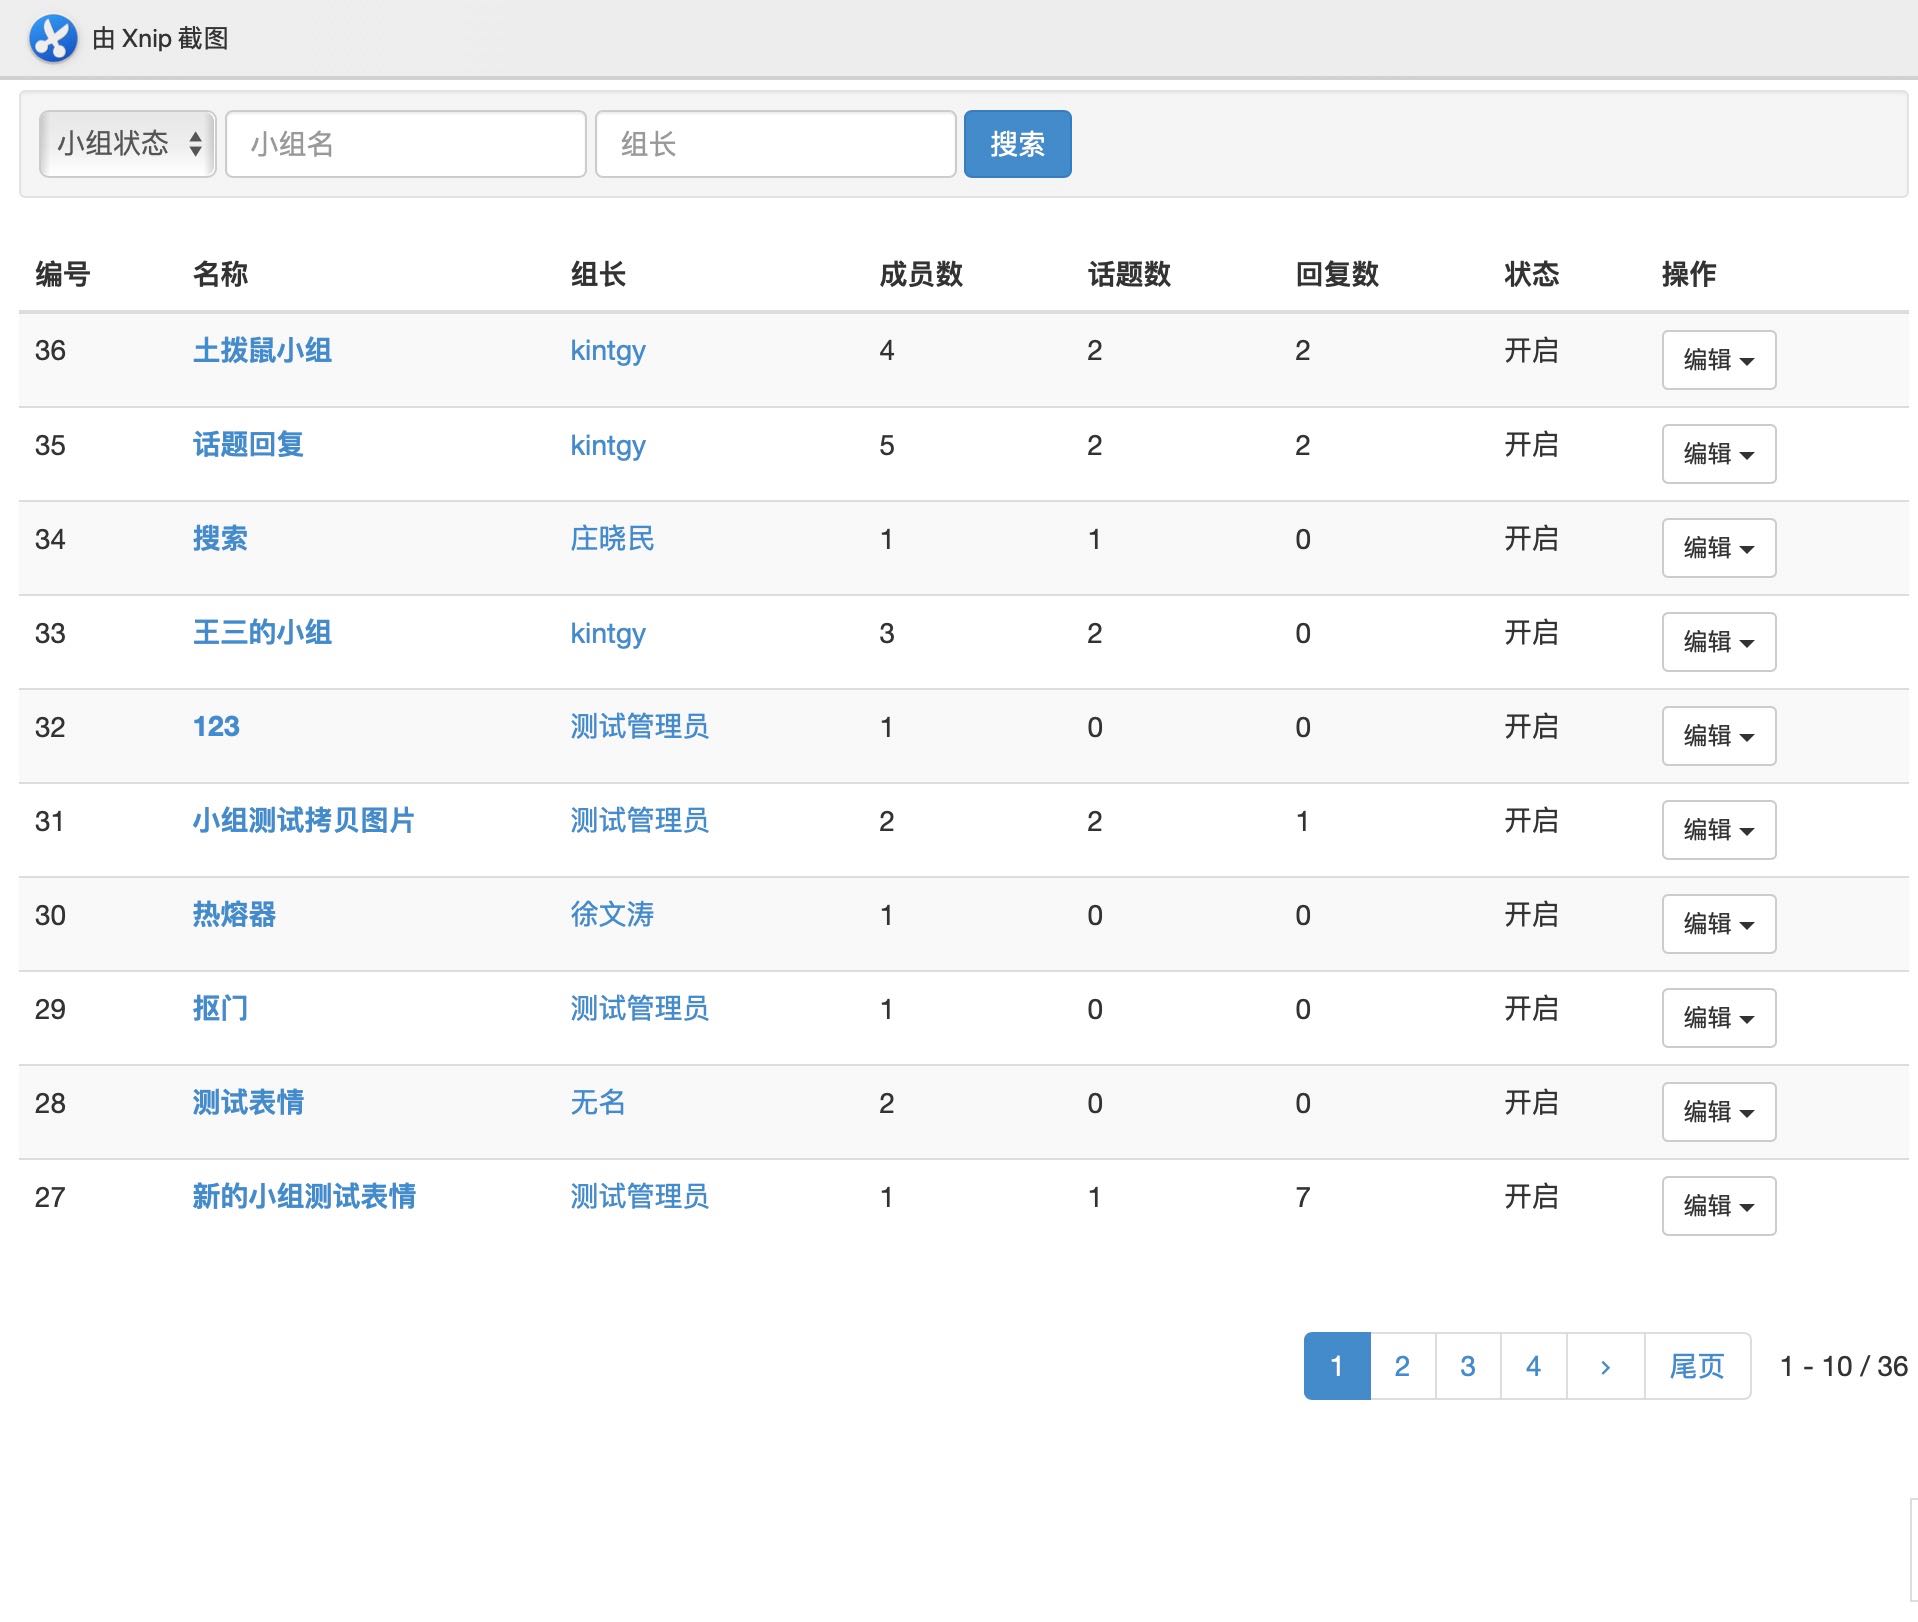 由 Xnip 截图
小组状态 小组名 组长 搜索
编号 名称 组长 成员数 话题数 回复数 状态 操作
36 土拨鼠小组 kintgy 4 2 2 开启 编辑
35 话题回复 kintgy 5 2 2 开启 编辑
34 搜索 庄晓民 1 1 0 开启 编辑
33 王三的小组 kintgy 3 2 0 开启 编辑
32 123 测试管理员 1 0 0 开启 编辑
31 小组测试拷贝图片 测试管理员 2 2 1 开启 编辑
30 热熔器 徐文涛 1 0 0 开启 编辑
29 抠门 测试管理员 1 0 0 开启 编辑
28 测试表情 无名 2 0 0 开启 编辑
27 新的小组测试表情 测试管理员 1 1 7 开启 编辑
1 2 3 4 › 尾页 1 - 10 / 36